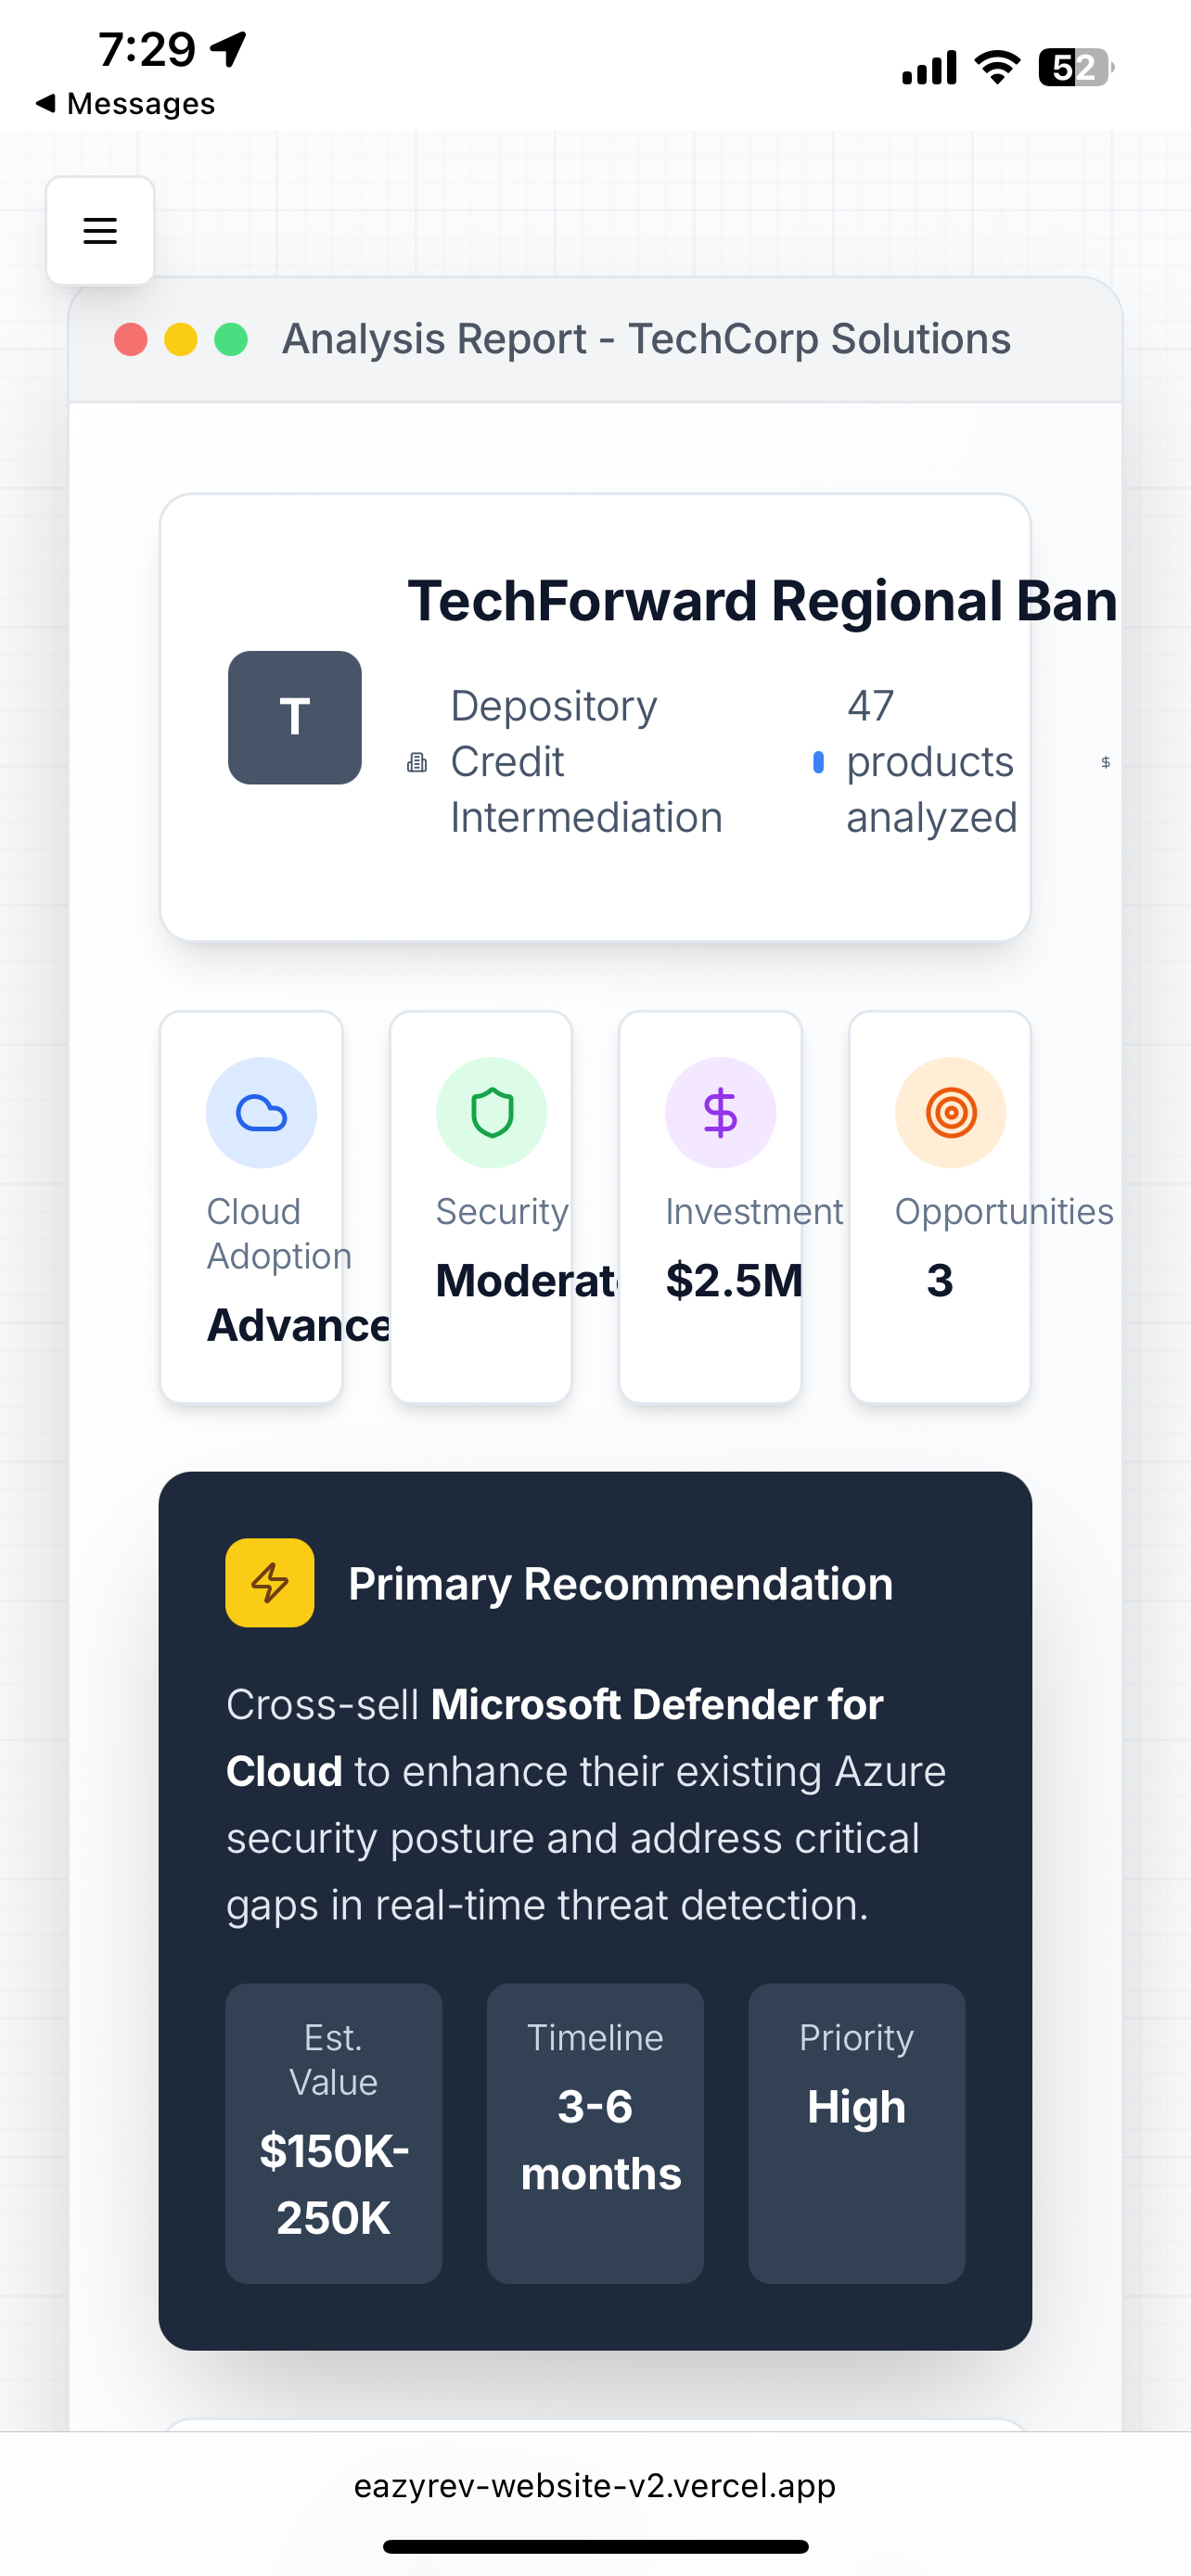 7:29
52
Messages
Analysis Report - TechCorp Solutions
TechForward Regional Ban
T
Depository
Credit
Intermediation
47
products
analyzed
$
Cloud
Adoption
Advance
Security
Moderat
Investment
$2.5M
Opportunities
3
Primary Recommendation
Cross-sell Microsoft Defender for
Cloud to enhance their existing Azure
security posture and address critical
gaps in real-time threat detection.
Est.
Value
$150K-
250K
Timeline
3-6
months
Priority
High
eazyrev-website-v2.vercel.app